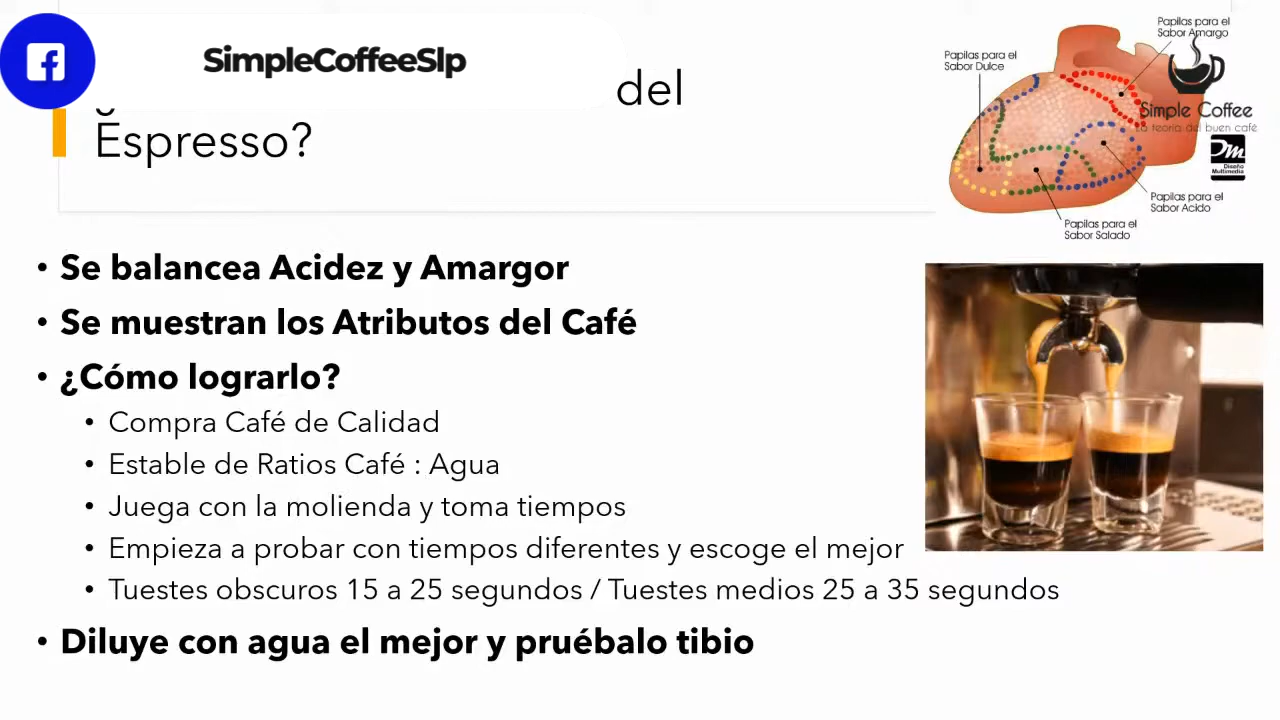 SimpleCoffeeSlp
del
Espresso?
Papilas para el
Sabor Amargo
Papilas para el
Sabor Dulce
Simple Coffee
La teoría del buen café
Dm
Diseño
Multimedia
Papilas para el
Sabor Acido
Papilas para el
Sabor Salado
• Se balancea Acidez y Amargor
• Se muestran los Atributos del Café
• ¿Cómo lograrlo?
• Compra Café de Calidad
• Estable de Ratios Café : Agua
• Juega con la molienda y toma tiempos
• Empieza a probar con tiempos diferentes y escoge el mejor
• Tuestes obscuros 15 a 25 segundos / Tuestes medios 25 a 35 segundos
• Diluye con agua el mejor y pruébalo tibio